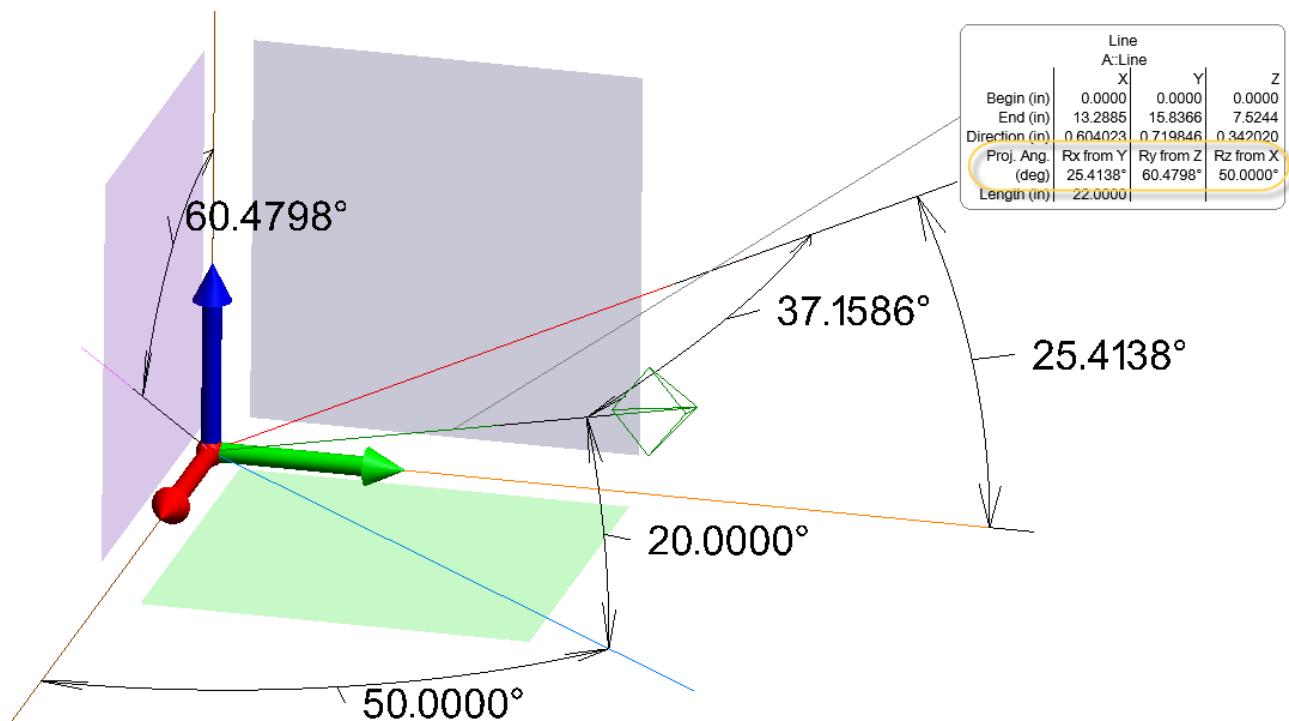 Line
A::Line
X Y Z
Begin (in) 0.0000 0.0000 0.0000
End (in) 13.2885 15.8366 7.5244
Direction (in) 0.604023 0.719846 0.342020
Proj. Ang. Rx from Y Ry from Z Rz from X
(deg) 25.4138° 60.4798° 50.0000°
Length (in) 22.0000
60.4798°
37.1586°
25.4138°
20.0000°
50.0000°